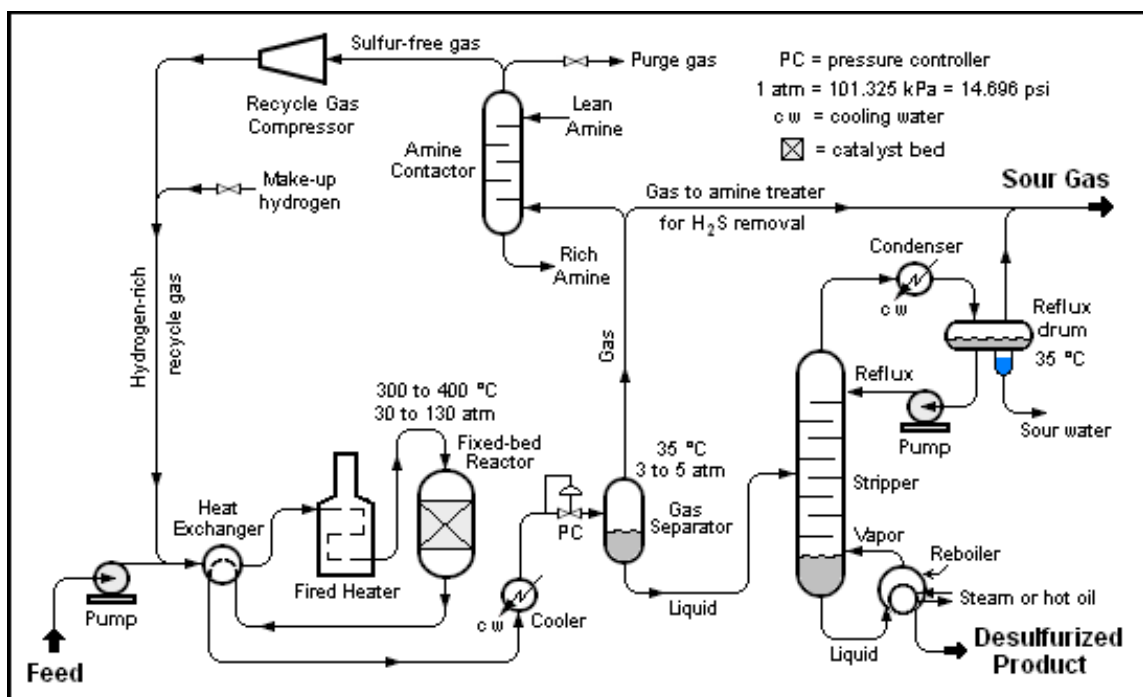 Sulfur-free gas
Purge gas
PC = pressure controller
1 atm = 101.325 kPa = 14.696 psi
c w = cooling water
= catalyst bed
Recycle Gas
Compressor
Lean
Amine
Amine
Contactor
Make-up
hydrogen
Gas to amine treater
for H₂S removal
Sour Gas
Rich
Amine
Condenser
c w
Hydrogen-rich
recycle gas
Gas
Reflux
drum
35 °C
Reflux
Pump
Sour water
300 to 400 °C
30 to 130 atm
Fixed-bed
Reactor
35 °C
3 to 5 atm
Gas
Separator
Stripper
Heat
Exchanger
PC
Vapor
Reboiler
Fired Heater
Steam or hot oil
Pump
c w
Cooler
Liquid
Liquid
Feed
Desulfurized
Product